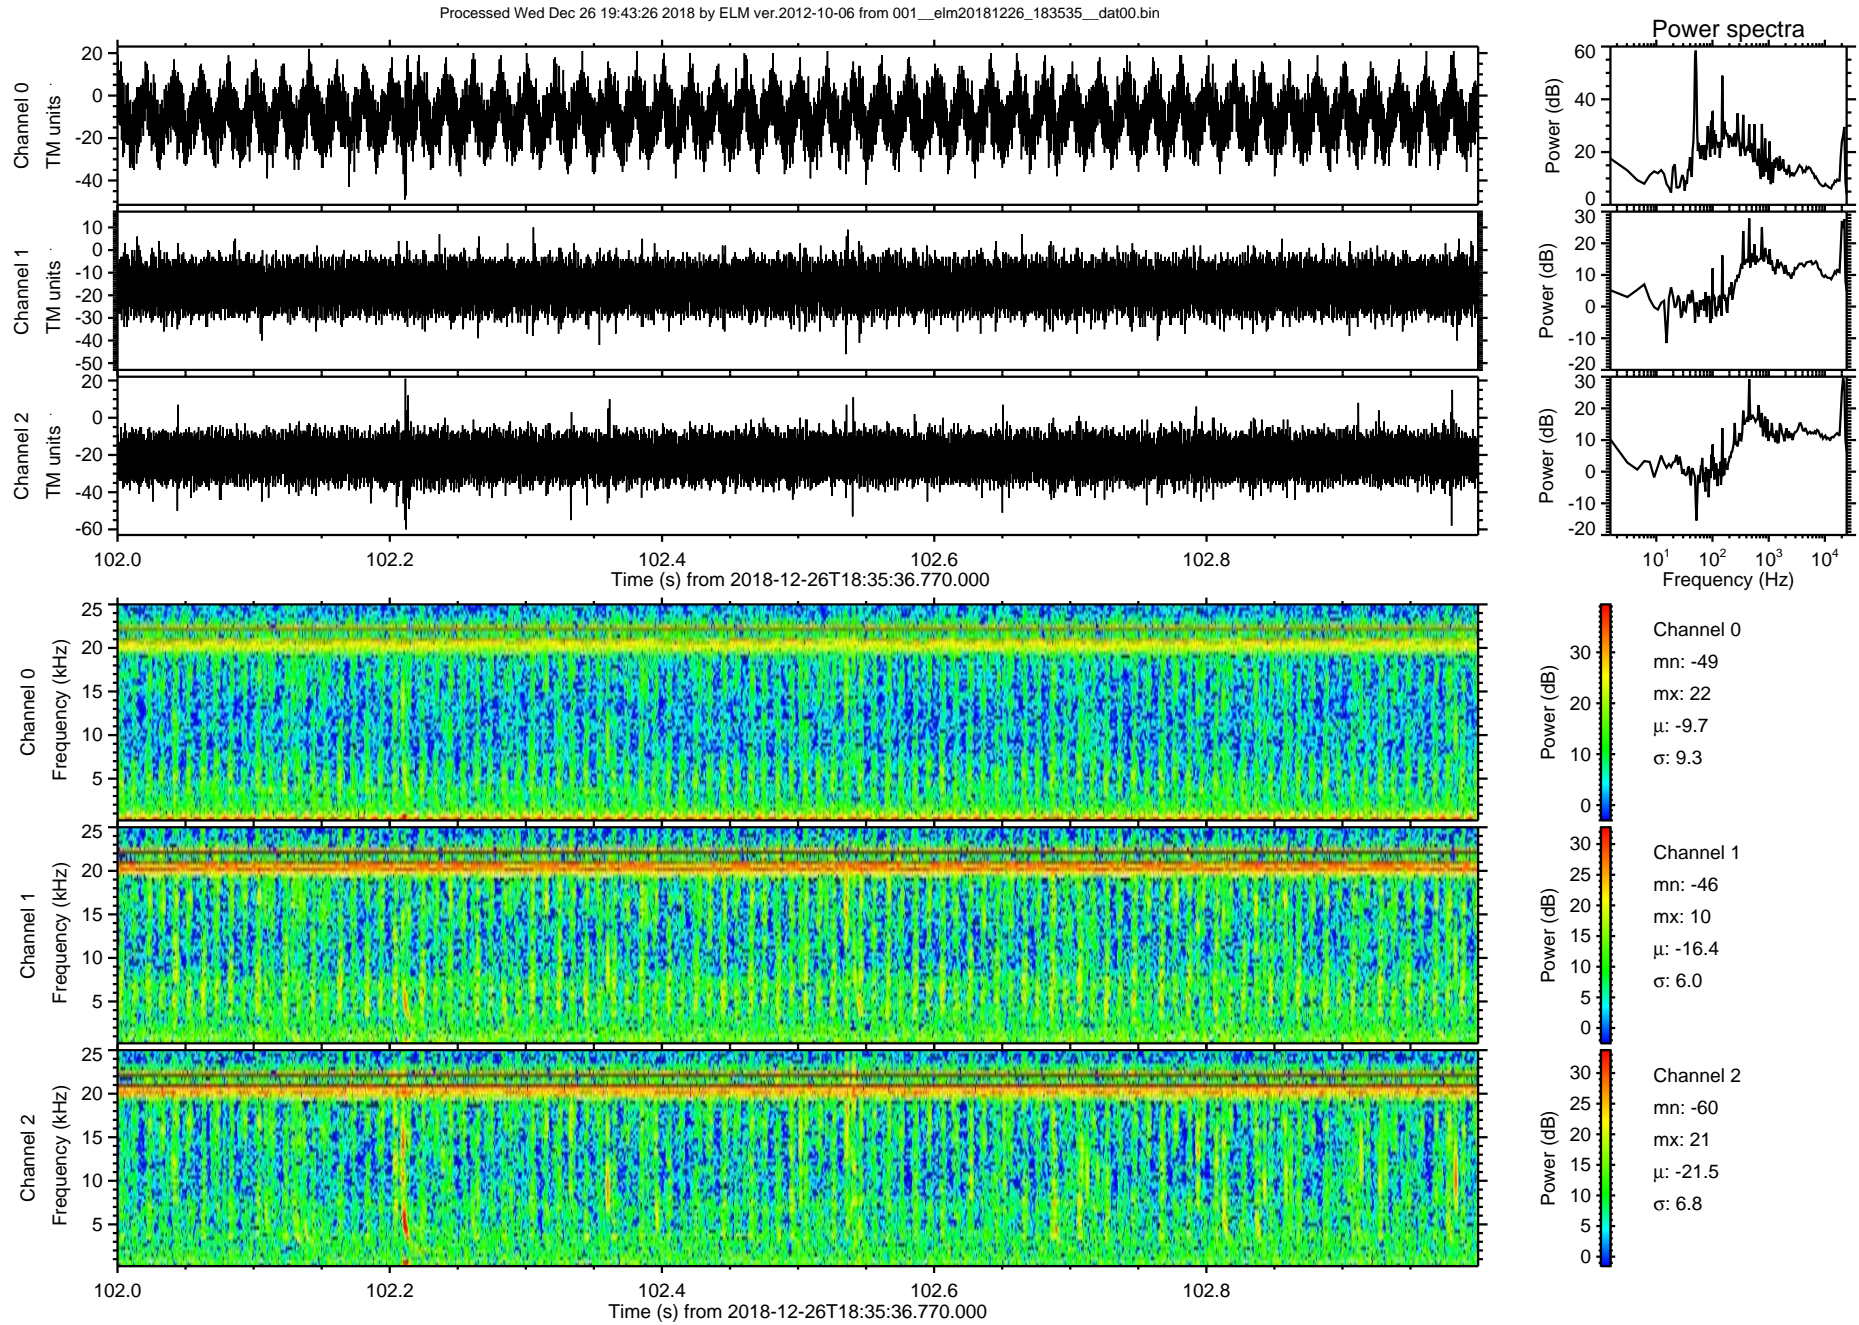 Processed Wed Dec 26 19:43:26 2018 by ELM ver.2012-10-06 from 001__elm20181226_183535__dat00.bin
Power spectra
Channel 0
TM units
20
0
-20
-40
Power (dB)
60
40
20
0
Channel 1
TM units
10
0
-10
-20
-30
-40
-50
Power (dB)
30
20
10
0
-10
-20
Channel 2
TM units
20
0
-20
-40
-60
Power (dB)
30
20
10
0
-10
-20
102.0 102.2 102.4 102.6 102.8
Time (s) from 2018-12-26T18:35:36.770.000
10^1 10^2 10^3 10^4
Frequency (Hz)
Channel 0
Frequency (kHz)
25
20
15
10
5
Power (dB)
30
20
10
0
Channel 0
mn: -49
mx: 22
μ: -9.7
σ: 9.3
Channel 1
Frequency (kHz)
25
20
15
10
5
Power (dB)
30
25
20
15
10
5
0
Channel 1
mn: -46
mx: 10
μ: -16.4
σ: 6.0
Channel 2
Frequency (kHz)
25
20
15
10
5
Power (dB)
30
25
20
15
10
5
0
Channel 2
mn: -60
mx: 21
μ: -21.5
σ: 6.8
102.0 102.2 102.4 102.6 102.8
Time (s) from 2018-12-26T18:35:36.770.000